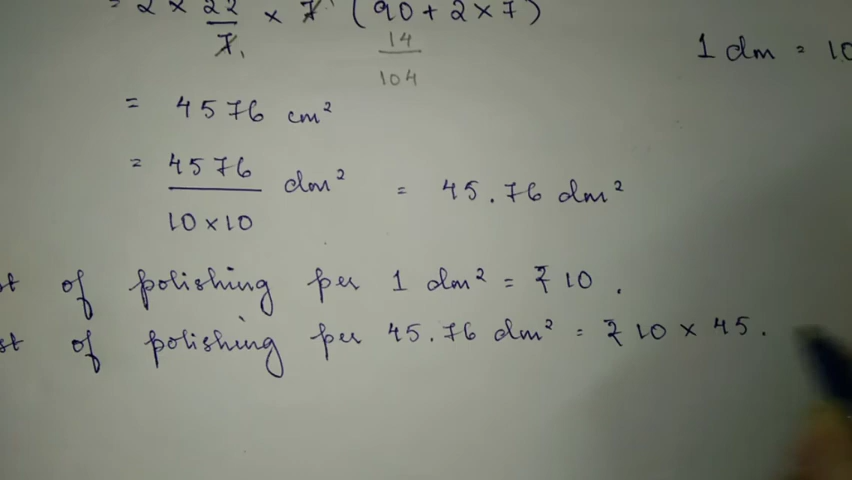 = 2 × 22/7 × 7 (90 + 2 × 7)
14
104
1 dm = 10
= 4576 cm²
= 4576/10×10 dm² = 45.76 dm²
of polishing per 1 dm² = ₹ 10.
of polishing per 45.76 dm² = ₹ 10 × 45.